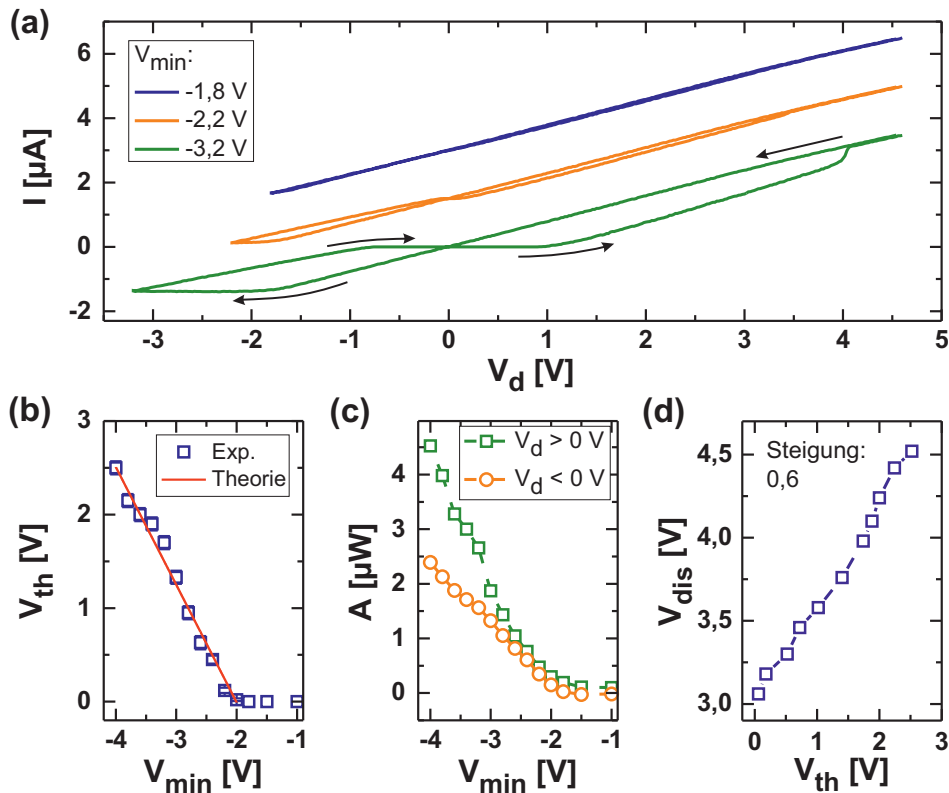 (a)
V_min:
-1,8 V
-2,2 V
-3,2 V
I [µA]
6
4
2
0
-2
-3 -2 -1 0 1 2 3 4 5
V_d [V]
(b)
Exp.
Theorie
V_th [V]
3
2
1
0
-4 -3 -2 -1
V_min [V]
(c)
V_d > 0 V
V_d < 0 V
A [µW]
5
4
3
2
1
0
-4 -3 -2 -1
V_min [V]
(d)
Steigung:
0,6
V_dis [V]
4,5
4,0
3,5
3,0
0 1 2 3
V_th [V]